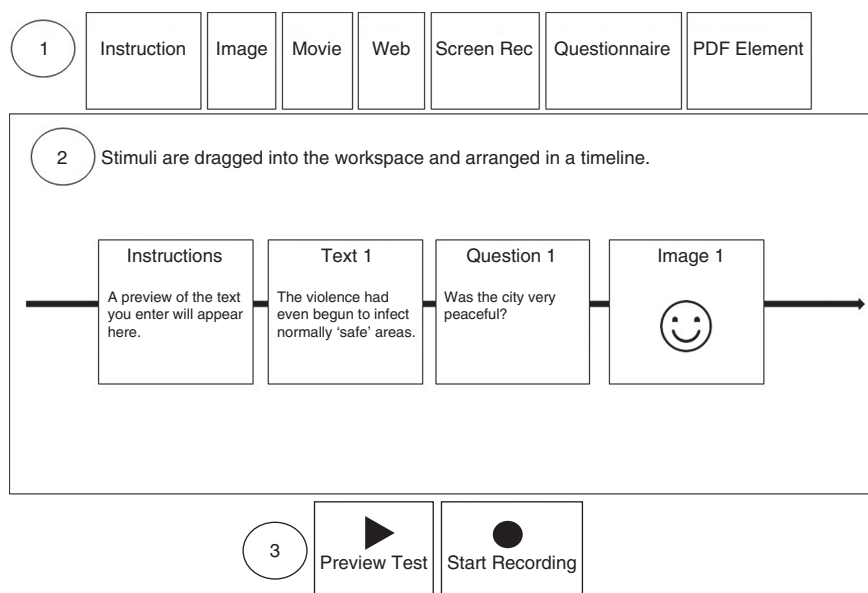 1
Instruction
Image
Movie
Web
Screen Rec
Questionnaire
PDF Element
2
Stimuli are dragged into the workspace and arranged in a timeline.
Instructions
A preview of the text
you enter will appear
here.
Text 1
The violence had
even begun to infect
normally ‘safe’ areas.
Question 1
Was the city very
peaceful?
Image 1
3
Preview Test
Start Recording